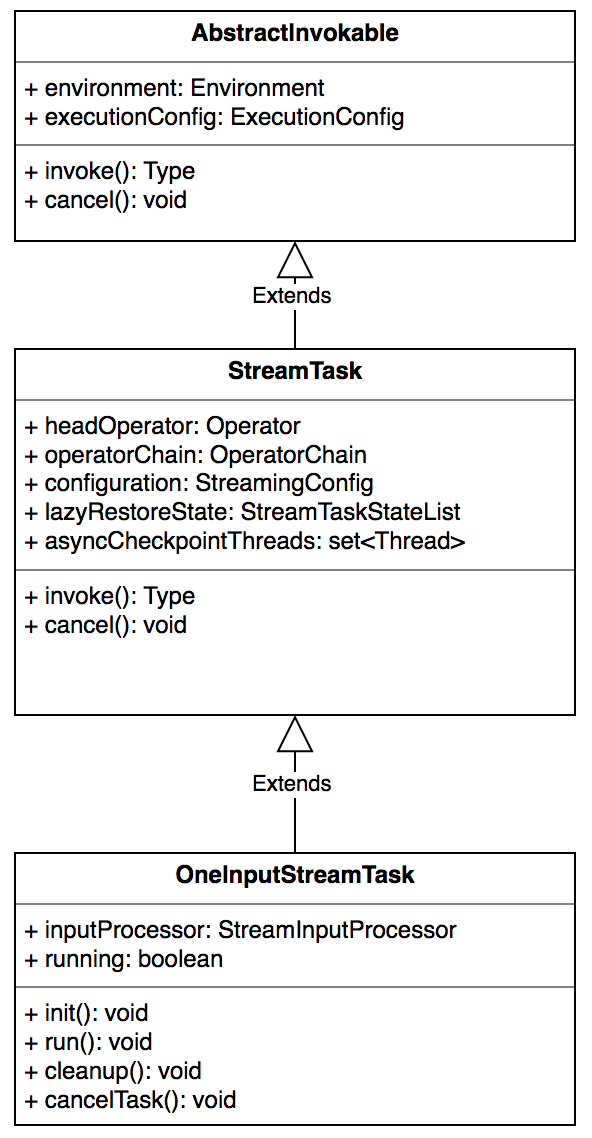 AbstractInvokable
+ environment: Environment
+ executionConfig: ExecutionConfig
+ invoke(): Type
+ cancel(): void
Extends
StreamTask
+ headOperator: Operator
+ operatorChain: OperatorChain
+ configuration: StreamingConfig
+ lazyRestoreState: StreamTaskStateList
+ asyncCheckpointThreads: set<Thread>
+ invoke(): Type
+ cancel(): void
Extends
OneInputStreamTask
+ inputProcessor: StreamInputProcessor
+ running: boolean
+ init(): void
+ run(): void
+ cleanup(): void
+ cancelTask(): void